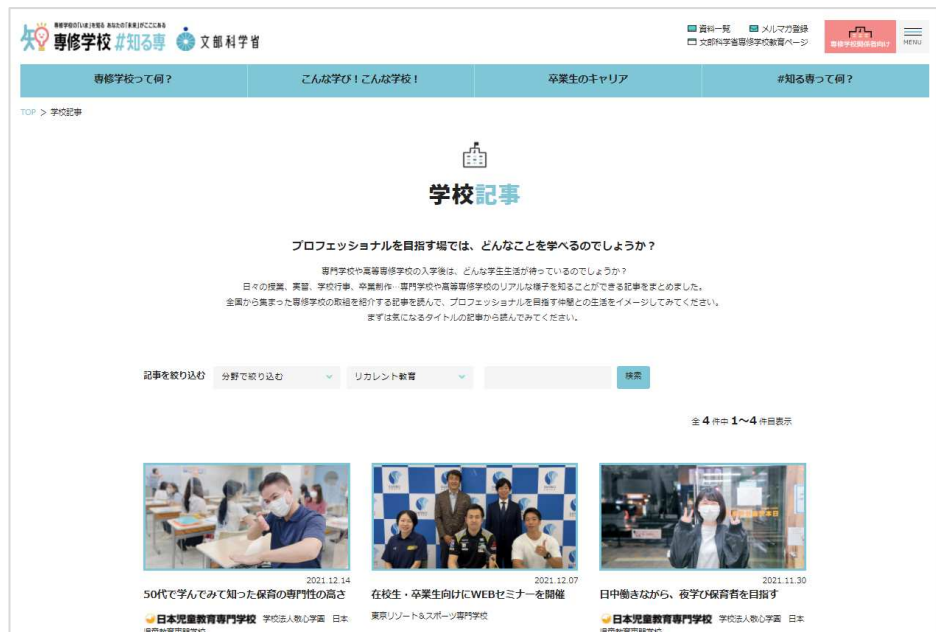 専修学校の「いま」を知る あなたの「未来」がここにある
知 専修学校 #知る専
文部科学省
資料一覧 メルマガ登録
文部科学省専修学校教育ページ
専修学校関係者向け
MENU
専修学校って何？ こんな学び！こんな学校！ 卒業生のキャリア #知る専って何？
TOP > 学校記事
学校記事
プロフェッショナルを目指す場では、どんなことを学べるのでしょうか？
専門学校や高等専修学校の入学後は、どんな学生生活が待っているのでしょうか？
日々の授業、実習、学校行事、卒業制作…専門学校や高等専修学校のリアルな様子を知ることができる記事をまとめました。
全国から集まった専修学校の取組を紹介する記事を読んで、プロフェッショナルを目指す仲間との生活をイメージしてみてください。
まずは気になるタイトルの記事から読んでみてください。
記事を絞り込む 分野で絞り込む リカレント教育 検索
全 4 件中 1〜4 件目表示
2021.12.14
50代で学んでみて知った保育の専門性の高さ
日本児童教育専門学校 学校法人敬心学園 日本
児童教育専門学校
2021.12.07
在校生・卒業生向けにWEBセミナーを開催
東京リゾート&スポーツ専門学校
2021.11.30
日中働きながら、夜学び保育者を目指す
日本児童教育専門学校 学校法人敬心学園 日本
児童教育専門学校